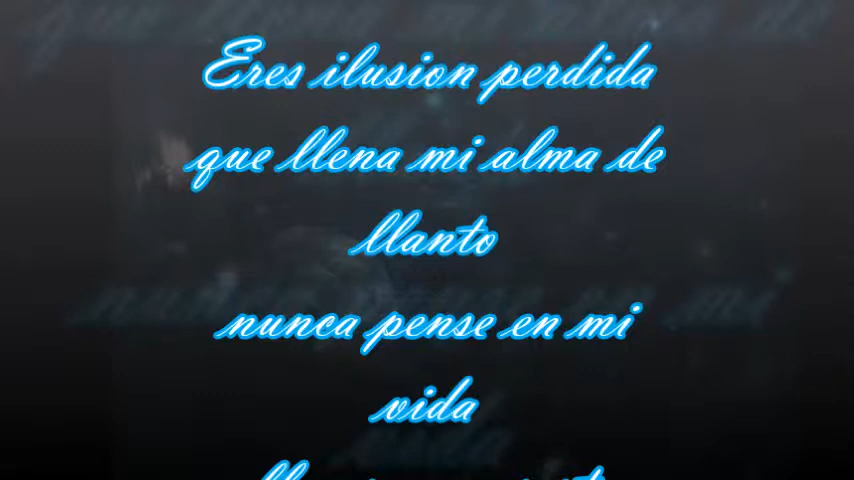 Eres ilusion perdida
que llena mi alma de
llanto
nunca pense en mi
vida